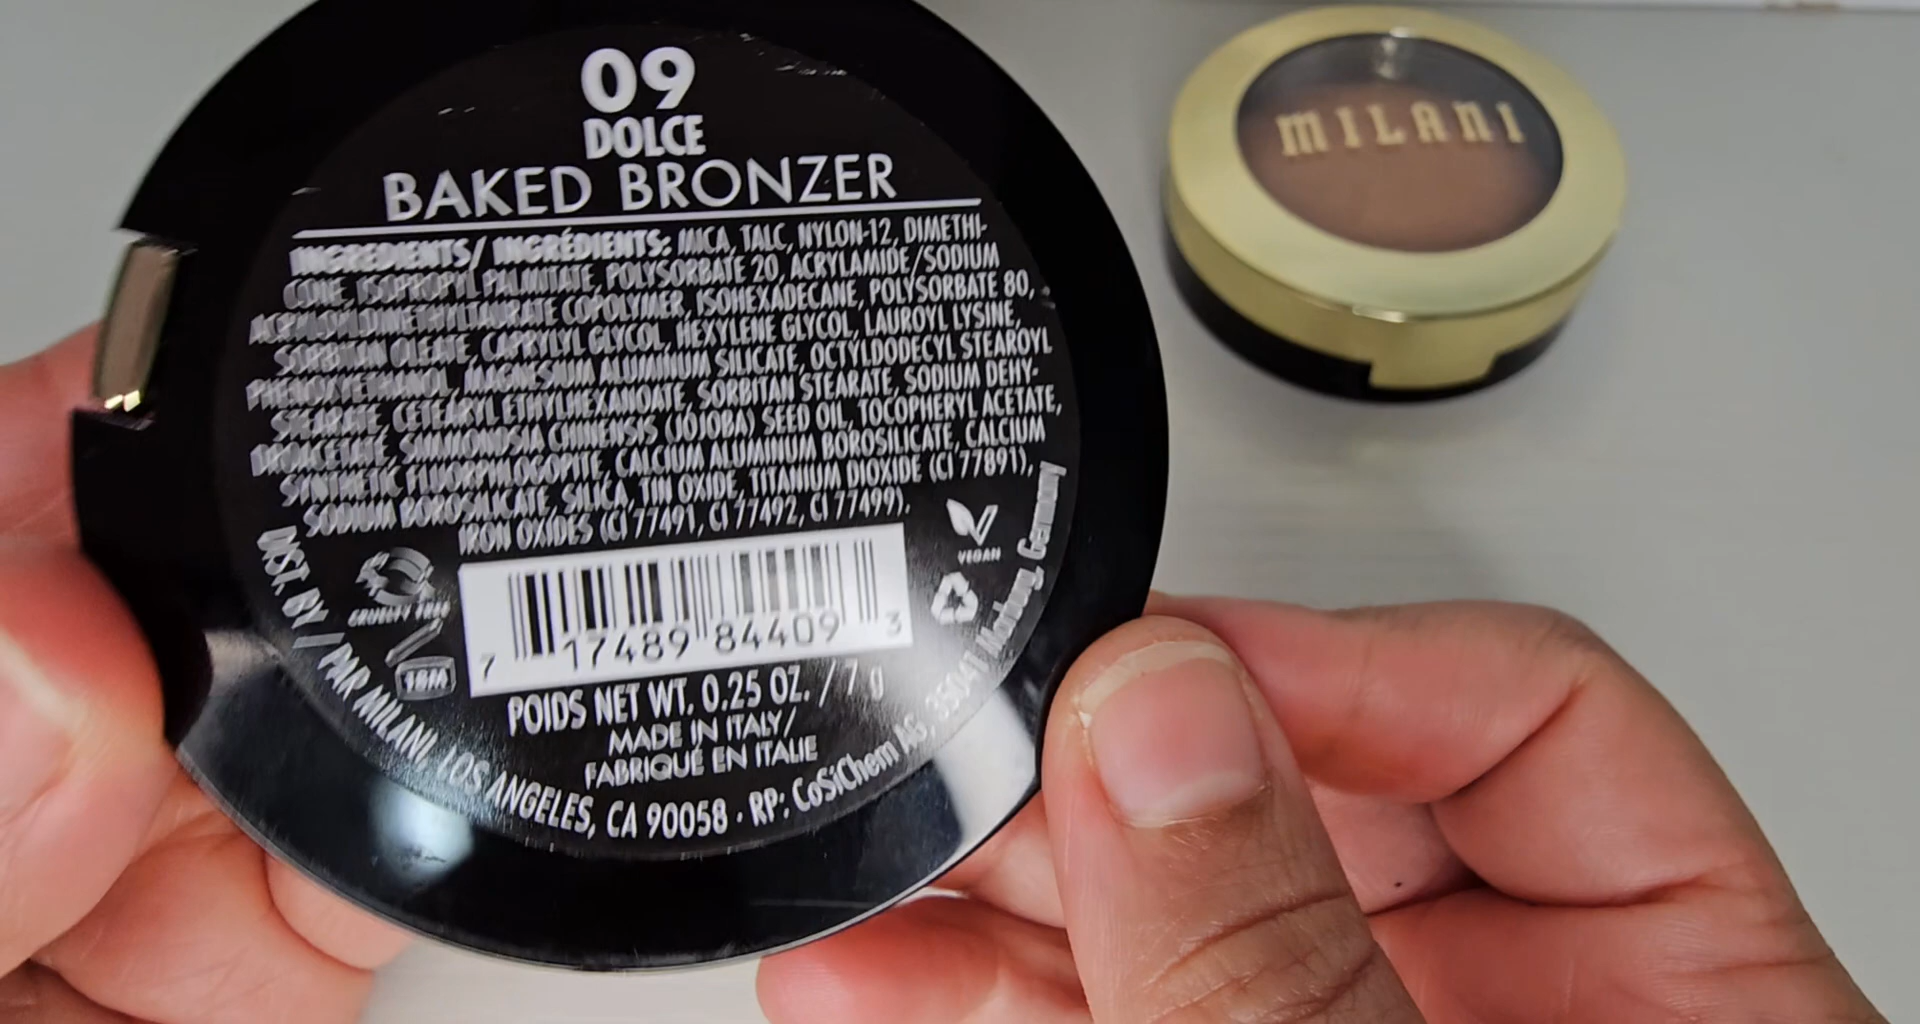 09
DOLCE
BAKED BRONZER
INGREDIENTS/ INGRÉDIENTS: MICA, TALC, NYLON-12, DIMETHI-
CONE, ISOPROPYL PALMITATE, POLYSORBATE 20, ACRYLAMIDE/SODIUM
ACRYLOYLDIMETHYLTAURATE COPOLYMER, ISOHEXADECANE, POLYSORBATE 80,
SORBITAN OLEATE, CAPRYLYL GLYCOL, HEXYLENE GLYCOL, LAUROYL LYSINE,
PHENOXYETHANOL, MAGNESIUM ALUMINUM SILICATE, OCTYLDODECYL STEAROYL
STEARATE, CETEARYL ETHYLHEXANOATE, SORBITAN STEARATE, SODIUM DEHY-
DROACETATE, SIMMONDSIA CHINENSIS (JOJOBA) SEED OIL, TOCOPHERYL ACETATE,
SYNTHETIC FLUORPHLOGOPITE, CALCIUM ALUMINUM BOROSILICATE, CALCIUM
SODIUM BOROSILICATE, SILICA, TIN OXIDE, TITANIUM DIOXIDE (CI 77891),
IRON OXIDES (CI 77491, CI 77492, CI 77499).
CRUELTY FREE
VEGAN
18M
7 17489 84409 3
POIDS NET WT. 0.25 OZ. / 7 g
MADE IN ITALY/
FABRIQUÉ EN ITALIE
DIST. BY / PAR MILANI, LOS ANGELES, CA 90058 · RP: CoSiChem AG, 35041 Marburg, Germany
MILANI